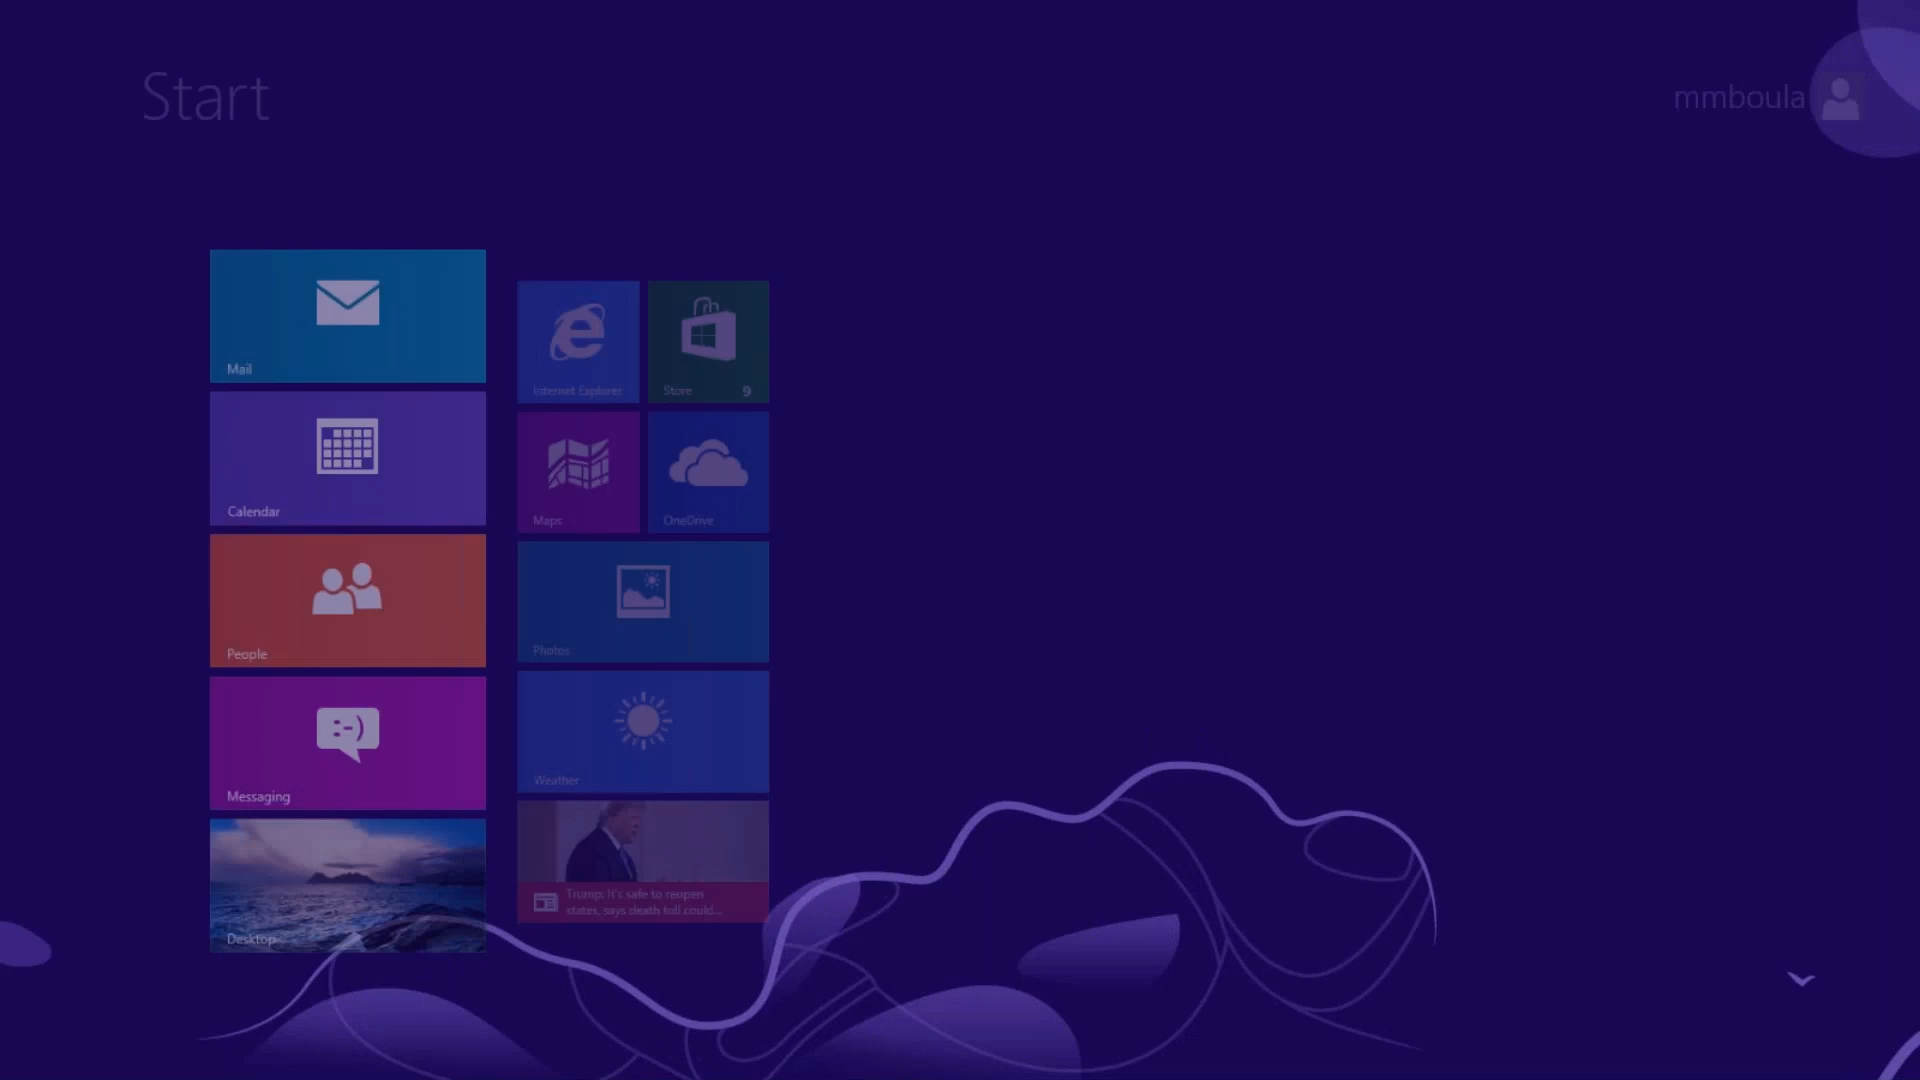 Start
mmboula
Mail
Calendar
People
Messaging
Desktop
Internet Explorer
Store 9
Maps
OneDrive
Photos
Weather
Trump: It's safe to reopen
states, says death toll could...